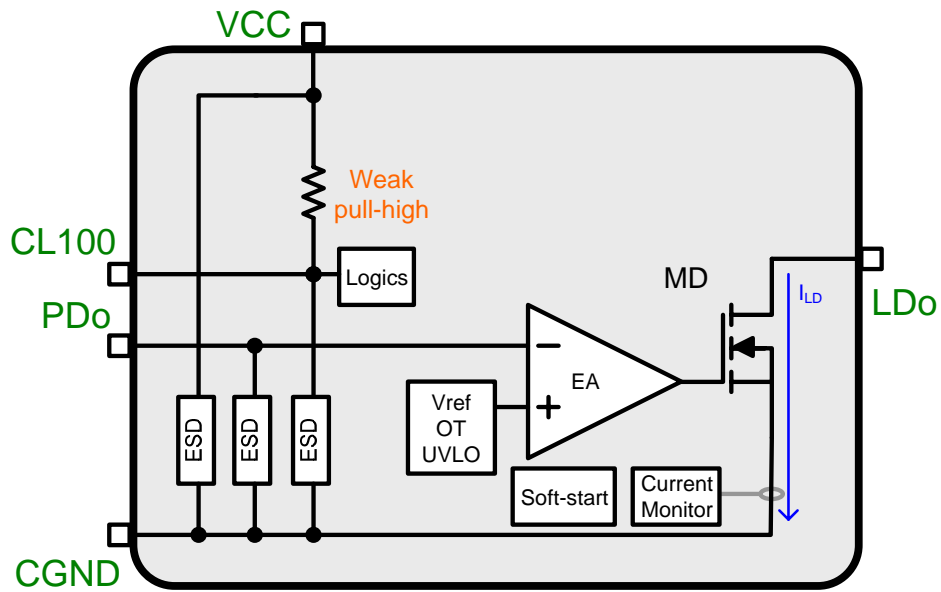 VCC
Weak
pull-high
CL100
Logics
PDo
MD
I_LD
LDo
−
EA
+
Vref
OT
UVLO
ESD
ESD
ESD
Soft-start
Current
Monitor
CGND